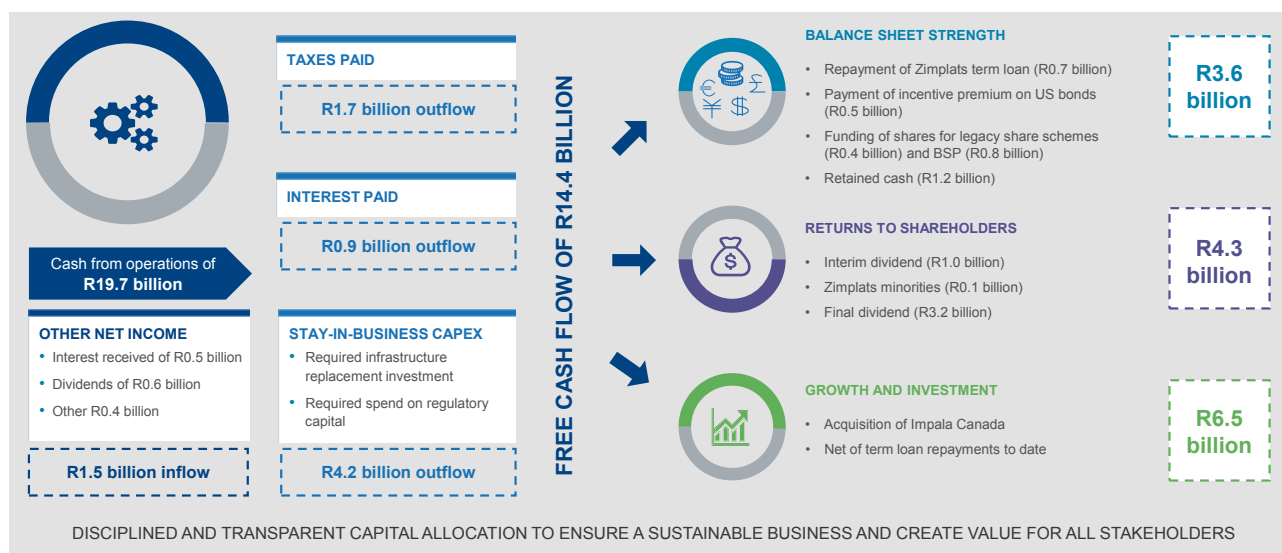 Cash from operations of
R19.7 billion
OTHER NET INCOME
• Interest received of R0.5 billion
• Dividends of R0.6 billion
• Other R0.4 billion
R1.5 billion inflow
TAXES PAID
R1.7 billion outflow
INTEREST PAID
R0.9 billion outflow
STAY-IN-BUSINESS CAPEX
• Required infrastructure
replacement investment
• Required spend on regulatory
capital
R4.2 billion outflow
FREE CASH FLOW OF R14.4 BILLION
BALANCE SHEET STRENGTH
• Repayment of Zimplats term loan (R0.7 billion)
• Payment of incentive premium on US bonds
(R0.5 billion)
• Funding of shares for legacy share schemes
(R0.4 billion) and BSP (R0.8 billion)
• Retained cash (R1.2 billion)
R3.6
billion
RETURNS TO SHAREHOLDERS
• Interim dividend (R1.0 billion)
• Zimplats minorities (R0.1 billion)
• Final dividend (R3.2 billion)
R4.3
billion
GROWTH AND INVESTMENT
• Acquisition of Impala Canada
• Net of term loan repayments to date
R6.5
billion
DISCIPLINED AND TRANSPARENT CAPITAL ALLOCATION TO ENSURE A SUSTAINABLE BUSINESS AND CREATE VALUE FOR ALL STAKEHOLDERS